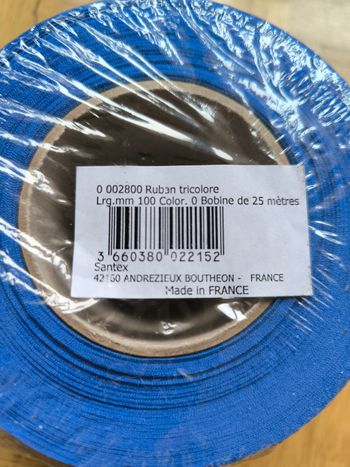 0 002800 Ruban tricolore
Lrg.mm 100 Color. 0 Bobine de 25 mètres
3 660380 022152
Santex
42160 ANDREZIEUX BOUTHEON - FRANCE
Made in FRANCE